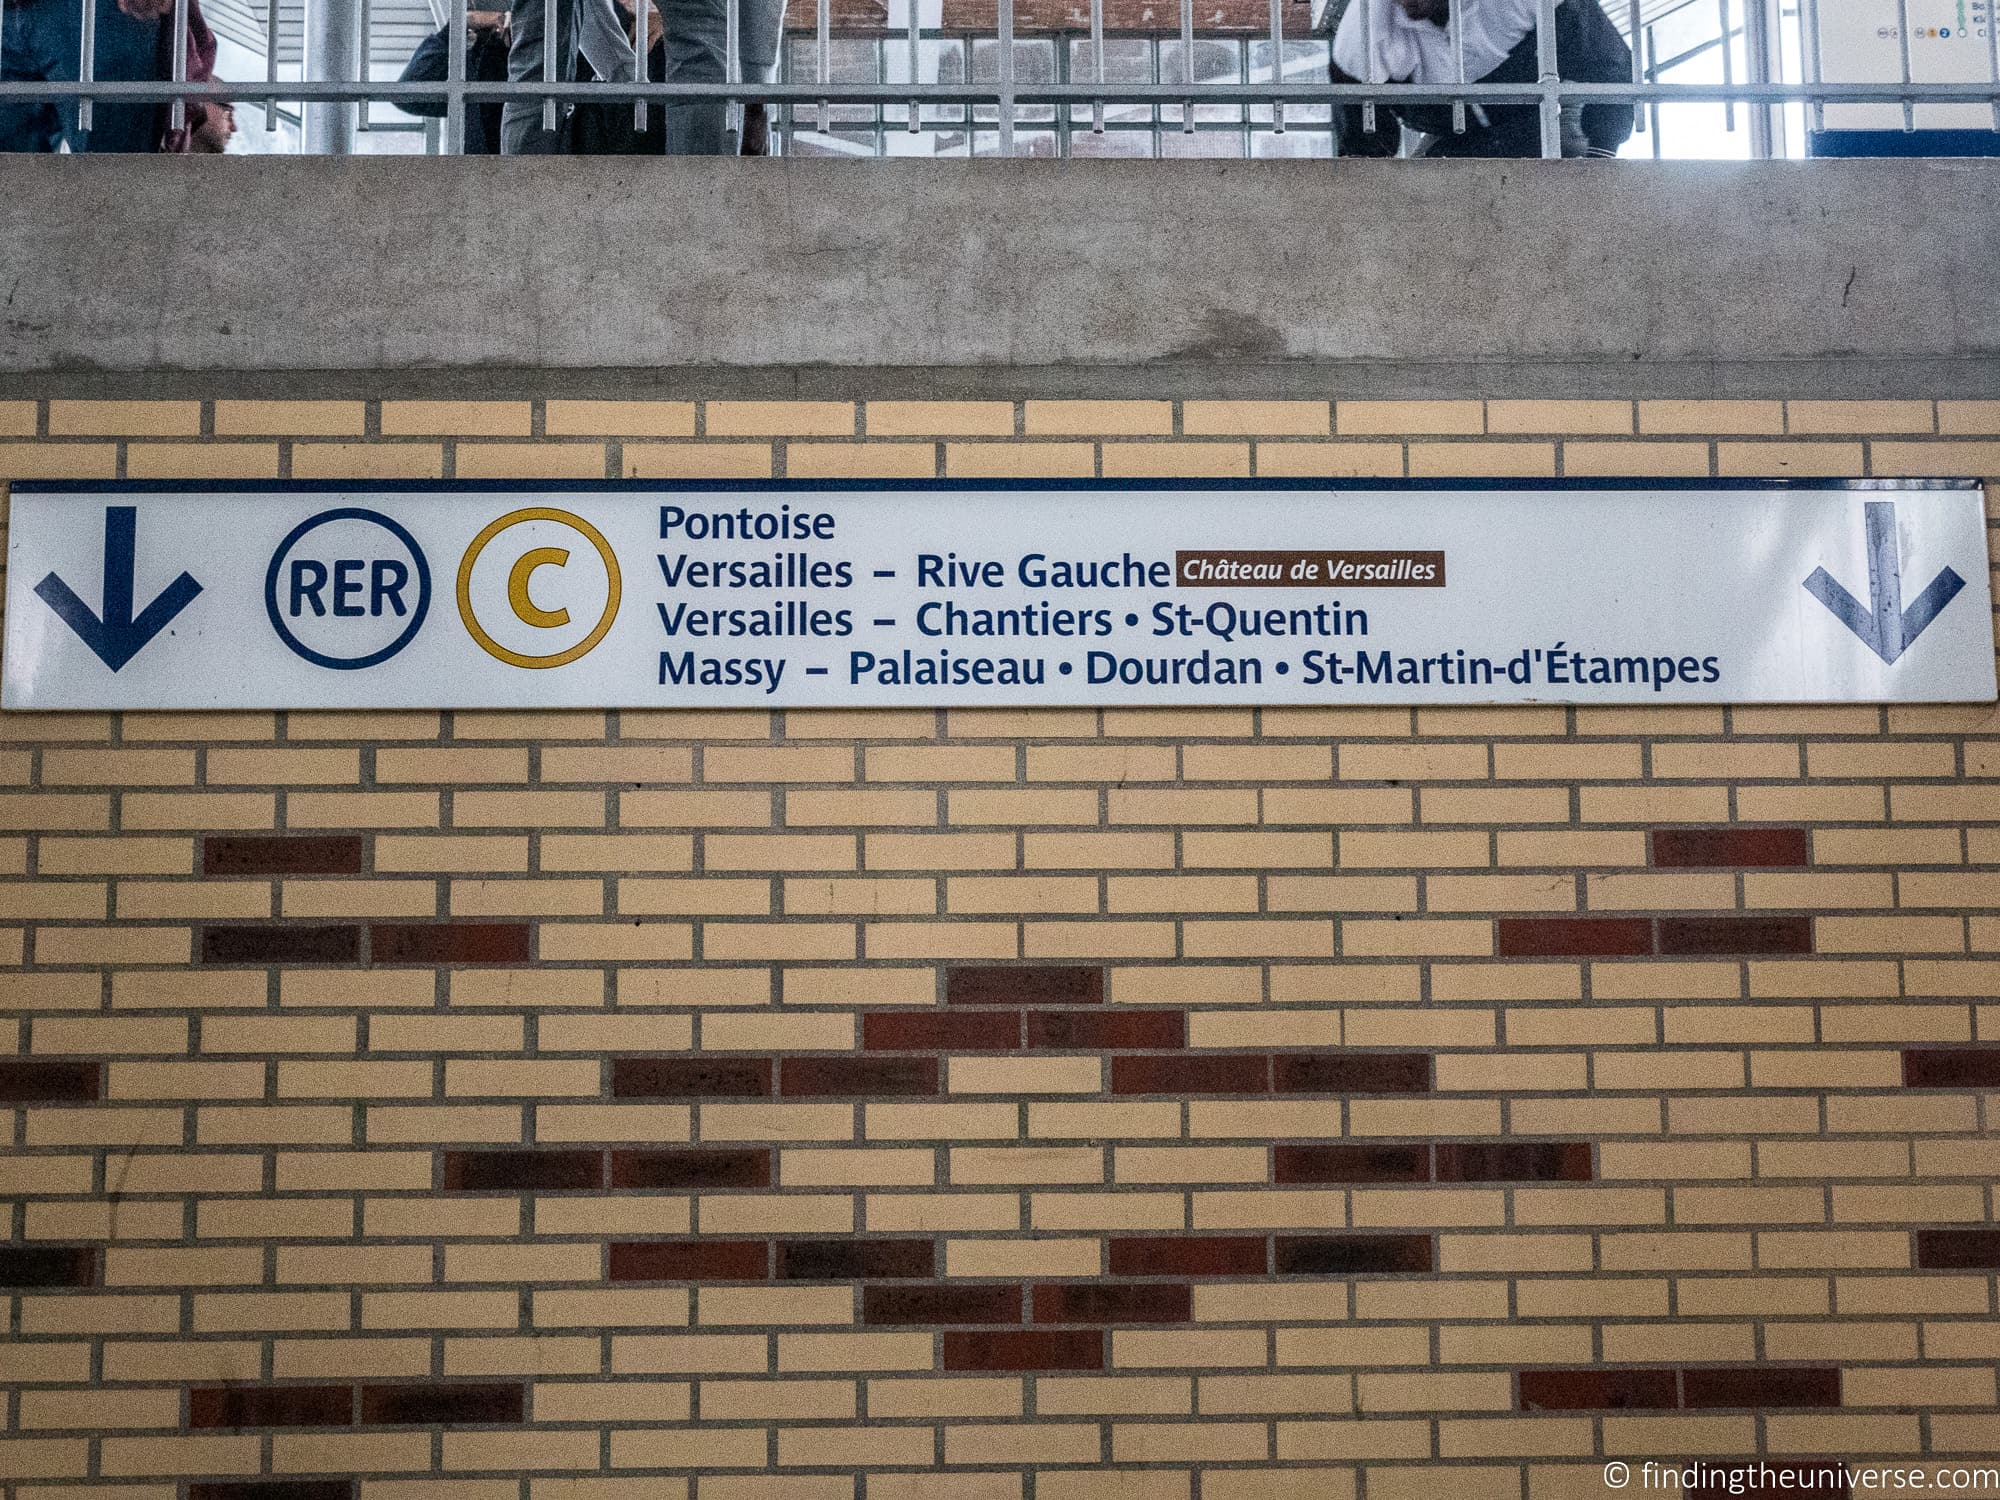 RER C
Pontoise
Versailles – Rive Gauche Château de Versailles
Versailles – Chantiers • St-Quentin
Massy – Palaiseau • Dourdan • St-Martin-d'Étampes
© findingtheuniverse.com